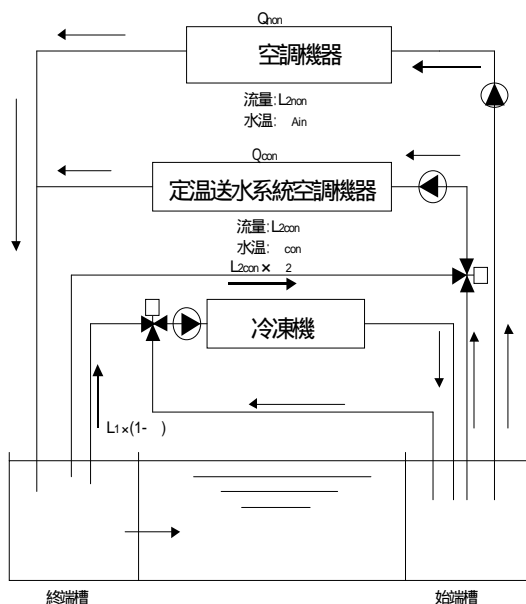 Qnon
空調機器
流量: L2non
水温: Ain
Qcon
定温送水系統空調機器
流量: L2con
水温: con
L2con × 2
冷凍機
L1×(1- )
終端槽
始端槽